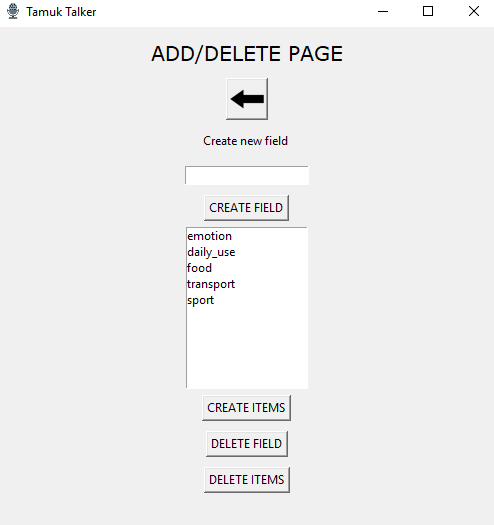 Tamuk Talker
ADD/DELETE PAGE
Create new field
CREATE FIELD
emotion
daily_use
food
transport
sport
CREATE ITEMS
DELETE FIELD
DELETE ITEMS